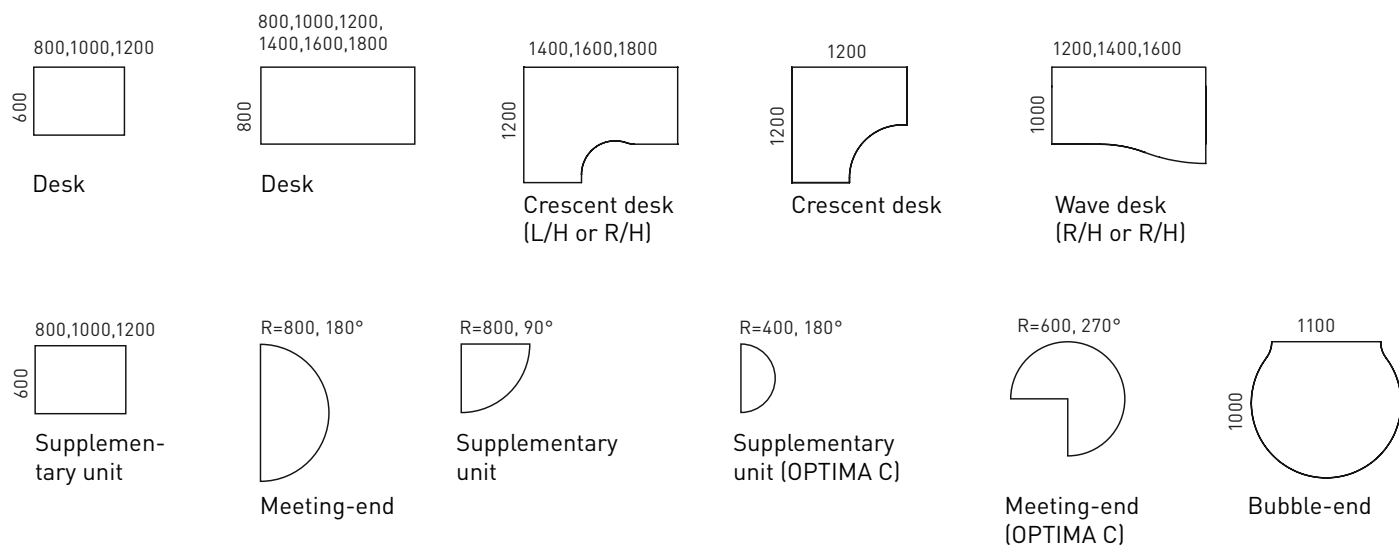 800,1000,1200
600
Desk
800,1000,1200,
1400,1600,1800
800
Desk
1400,1600,1800
1200
Crescent desk
(L/H or R/H)
1200
1200
Crescent desk
1200,1400,1600
1000
Wave desk
(R/H or R/H)
800,1000,1200
600
Supplemen-
tary unit
R=800, 180°
Meeting-end
R=800, 90°
Supplementary
unit
R=400, 180°
Supplementary
unit (OPTIMA C)
R=600, 270°
Meeting-end
(OPTIMA C)
1100
1000
Bubble-end